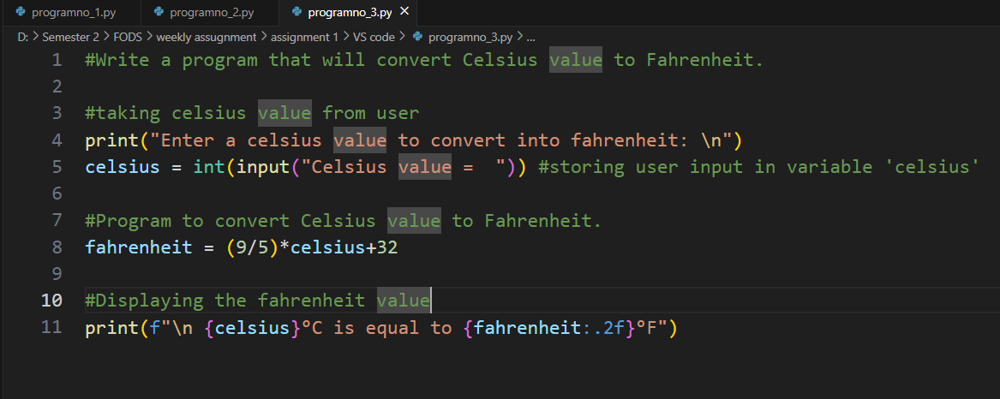 programno_1.py programno_2.py programno_3.py ×
D: > Semester 2 > FODS > weekly assugnment > assignment 1 > VS code > programno_3.py > ...
1 #Write a program that will convert Celsius value to Fahrenheit.
2
3 #taking celsius value from user
4 print("Enter a celsius value to convert into fahrenheit: \n")
5 celsius = int(input("Celsius value =  ")) #storing user input in variable 'celsius'
6
7 #Program to convert Celsius value to Fahrenheit.
8 fahrenheit = (9/5)*celsius+32
9
10 #Displaying the fahrenheit value
11 print(f"\n {celsius}°C is equal to {fahrenheit:.2f}°F")